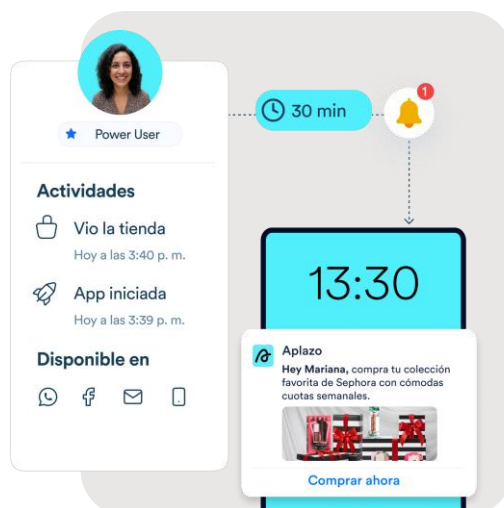 Power User
Actividades
Vio la tienda
Hoy a las 3:40 p. m.
App iniciada
Hoy a las 3:39 p. m.
Disponible en
30 min
1
13:30
Aplazo
Hey Mariana, compra tu colección
favorita de Sephora con cómodas
cuotas semanales.
Comprar ahora